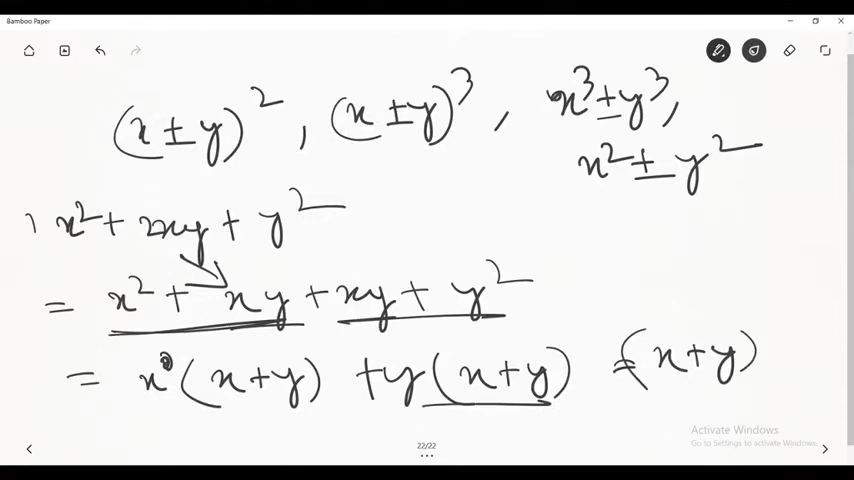 Bamboo Paper
(x ± y)², (x ± y)³, x³ ± y³,
x² ± y²
) x² + 2xy + y²
= x² + xy + xy + y²
= x (x+y) + y (x+y) = (x+y)
Activate Windows
Go to Settings to activate Windows.
22/22